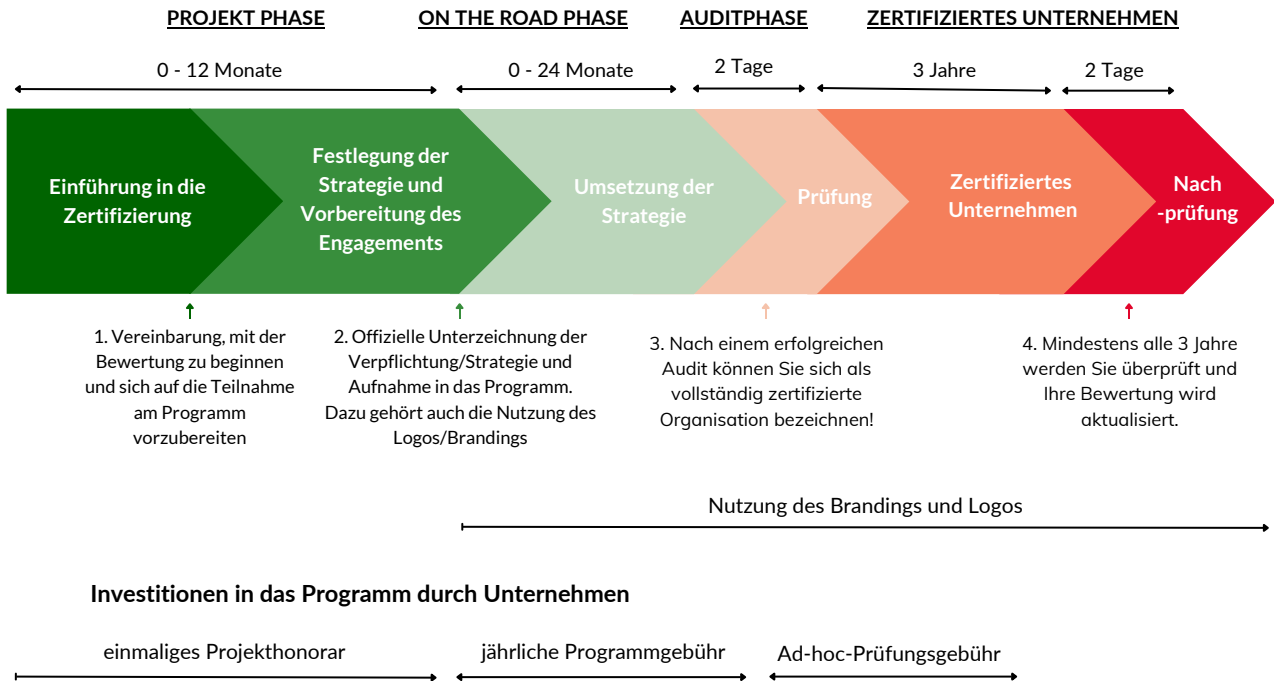 PROJEKT PHASE
ON THE ROAD PHASE
AUDITPHASE
ZERTIFIZIERTES UNTERNEHMEN
0 - 12 Monate
0 - 24 Monate
2 Tage
3 Jahre
2 Tage
Einführung in die
Zertifizierung
Festlegung der
Strategie und
Vorbereitung des
Engagements
Umsetzung der
Strategie
Prüfung
Zertifiziertes
Unternehmen
Nach
-prüfung
1. Vereinbarung, mit der
Bewertung zu beginnen
und sich auf die Teilnahme
am Programm
vorzubereiten
2. Offizielle Unterzeichnung der
Verpflichtung/Strategie und
Aufnahme in das Programm.
Dazu gehört auch die Nutzung des
Logos/Brandings
3. Nach einem erfolgreichen
Audit können Sie sich als
vollständig zertifizierte
Organisation bezeichnen!
4. Mindestens alle 3 Jahre
werden Sie überprüft und
Ihre Bewertung wird
aktualisiert.
Nutzung des Brandings und Logos
Investitionen in das Programm durch Unternehmen
einmaliges Projekthonorar
jährliche Programmgebühr
Ad-hoc-Prüfungsgebühr